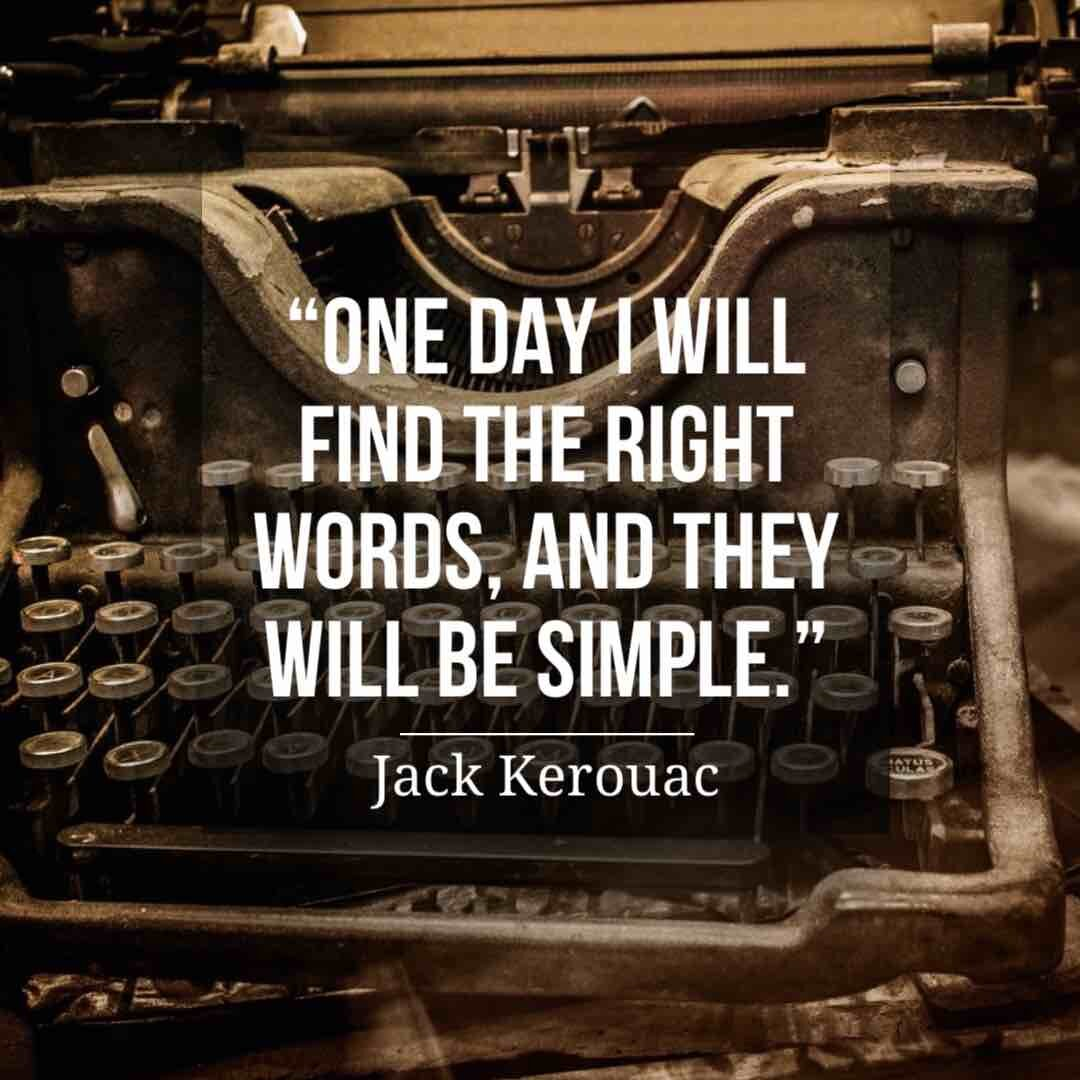 “ONE DAY I WILL
FIND THE RIGHT
WORDS, AND THEY
WILL BE SIMPLE.”
Jack Kerouac